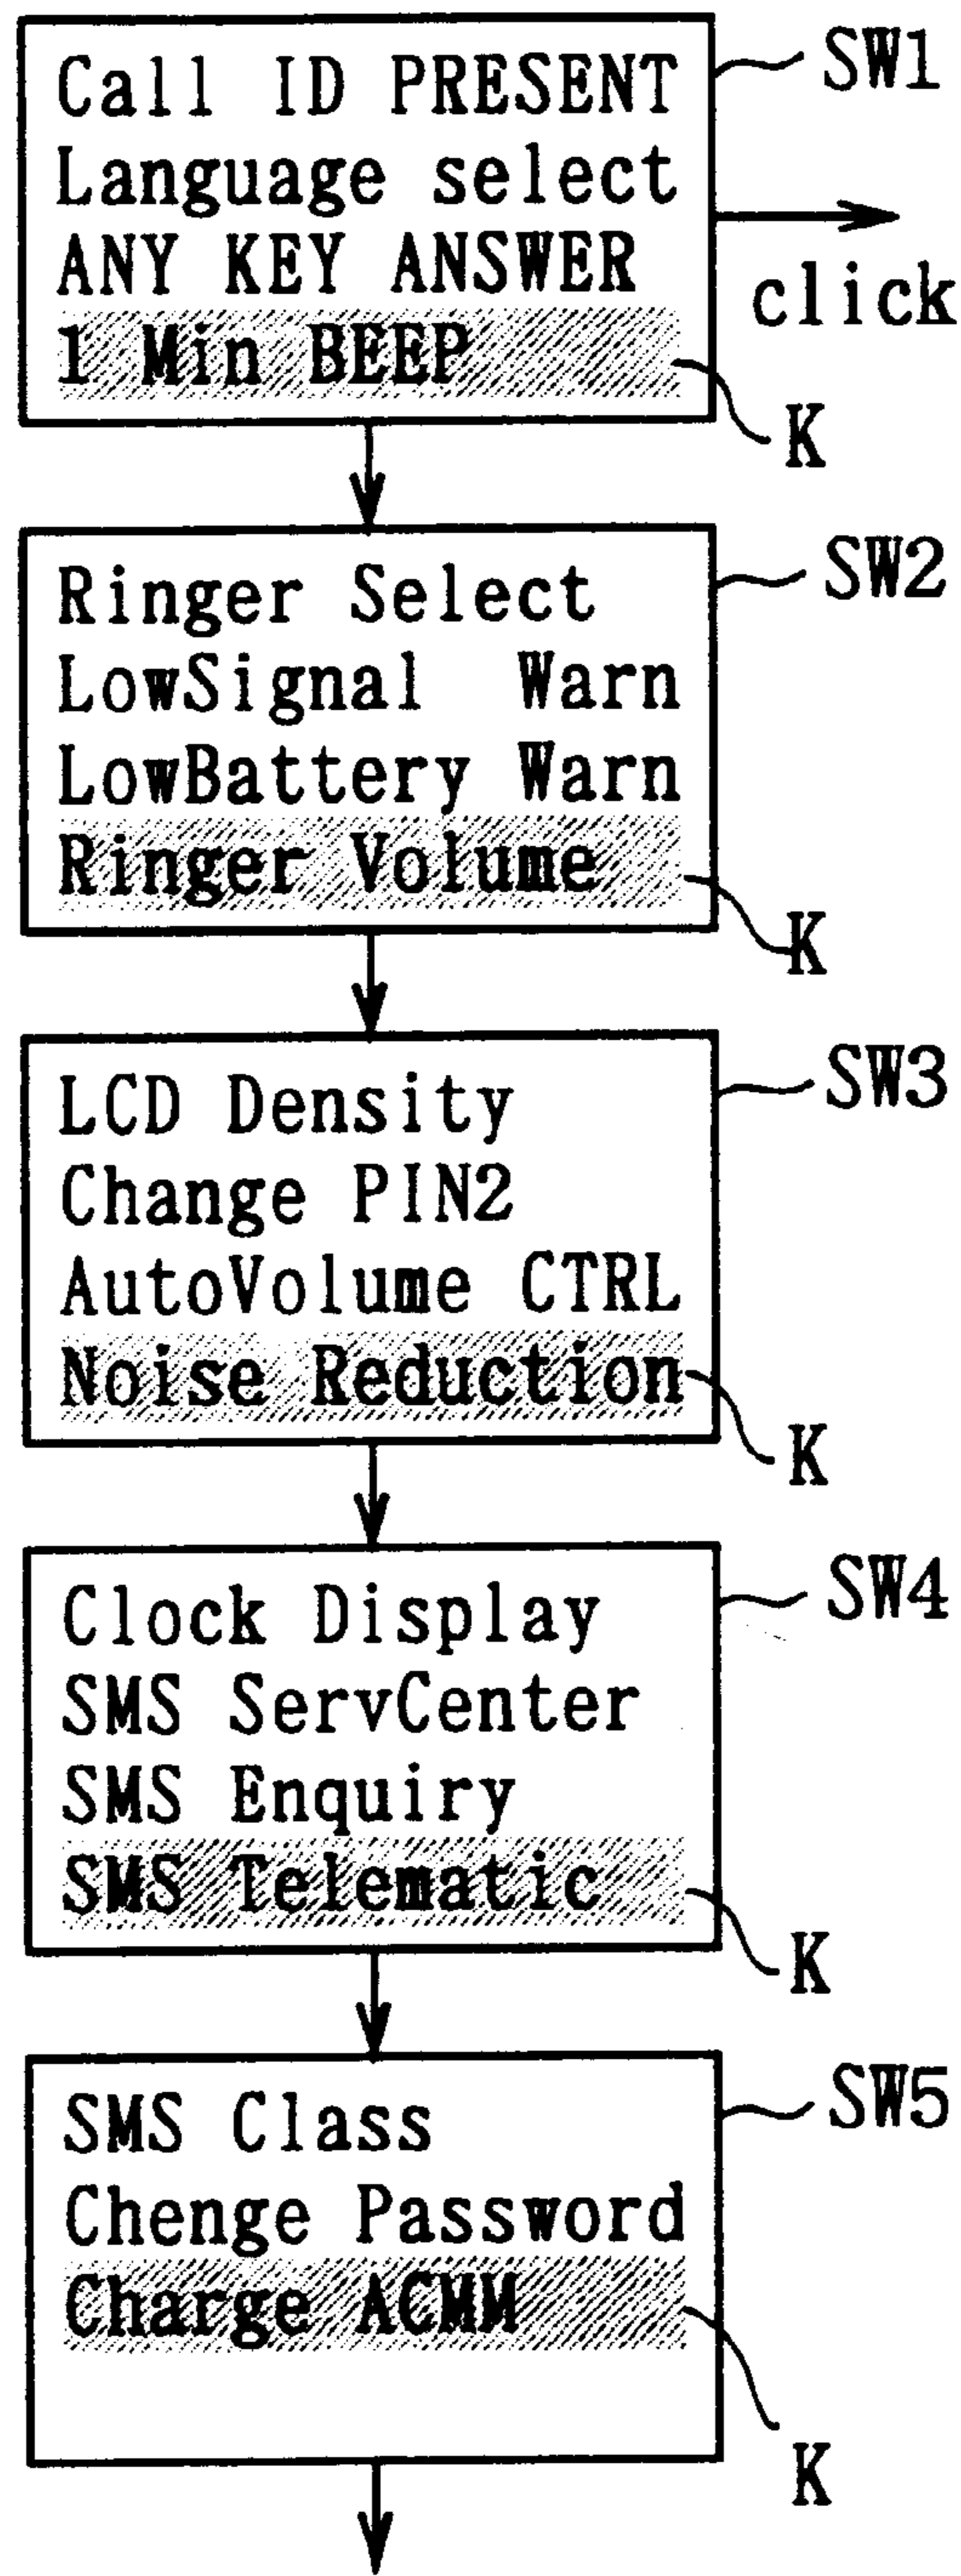 Call ID PRESENT
Language select
ANY KEY ANSWER
1 Min BEEP
SW1
click
K
Ringer Select
LowSignal Warn
LowBattery Warn
Ringer Volume
SW2
K
LCD Density
Change PIN2
AutoVolume CTRL
Noise Reduction
SW3
K
Clock Display
SMS ServCenter
SMS Enquiry
SMS Telematic
SW4
K
SMS Class
Chenge Password
Charge ACMM
SW5
K